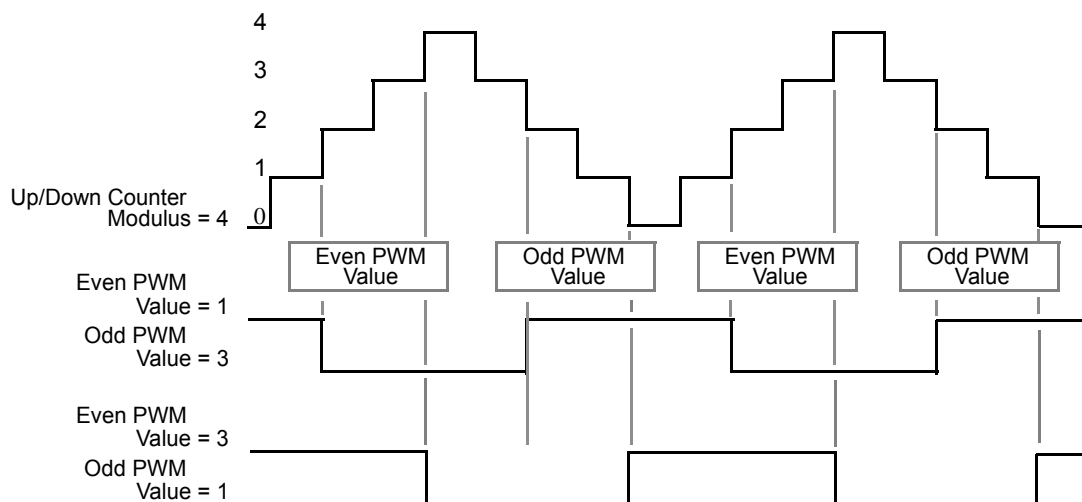 4
3
2
1
Up/Down Counter
Modulus = 4
0
Even PWM
Value
Odd PWM
Value
Even PWM
Value
Odd PWM
Value
Even PWM
Value = 1
Odd PWM
Value = 3
Even PWM
Value = 3
Odd PWM
Value = 1